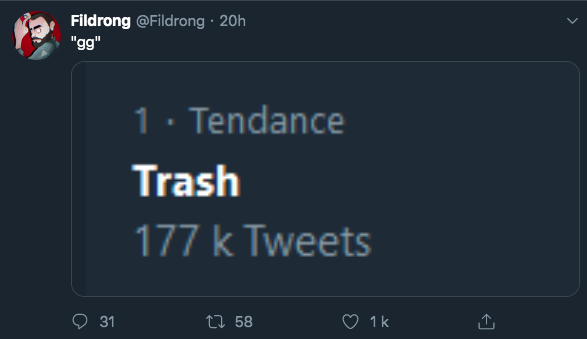 Fildrong @Fildrong · 20h
"gg"
1 · Tendance
Trash
177 k Tweets
31 58 1 k